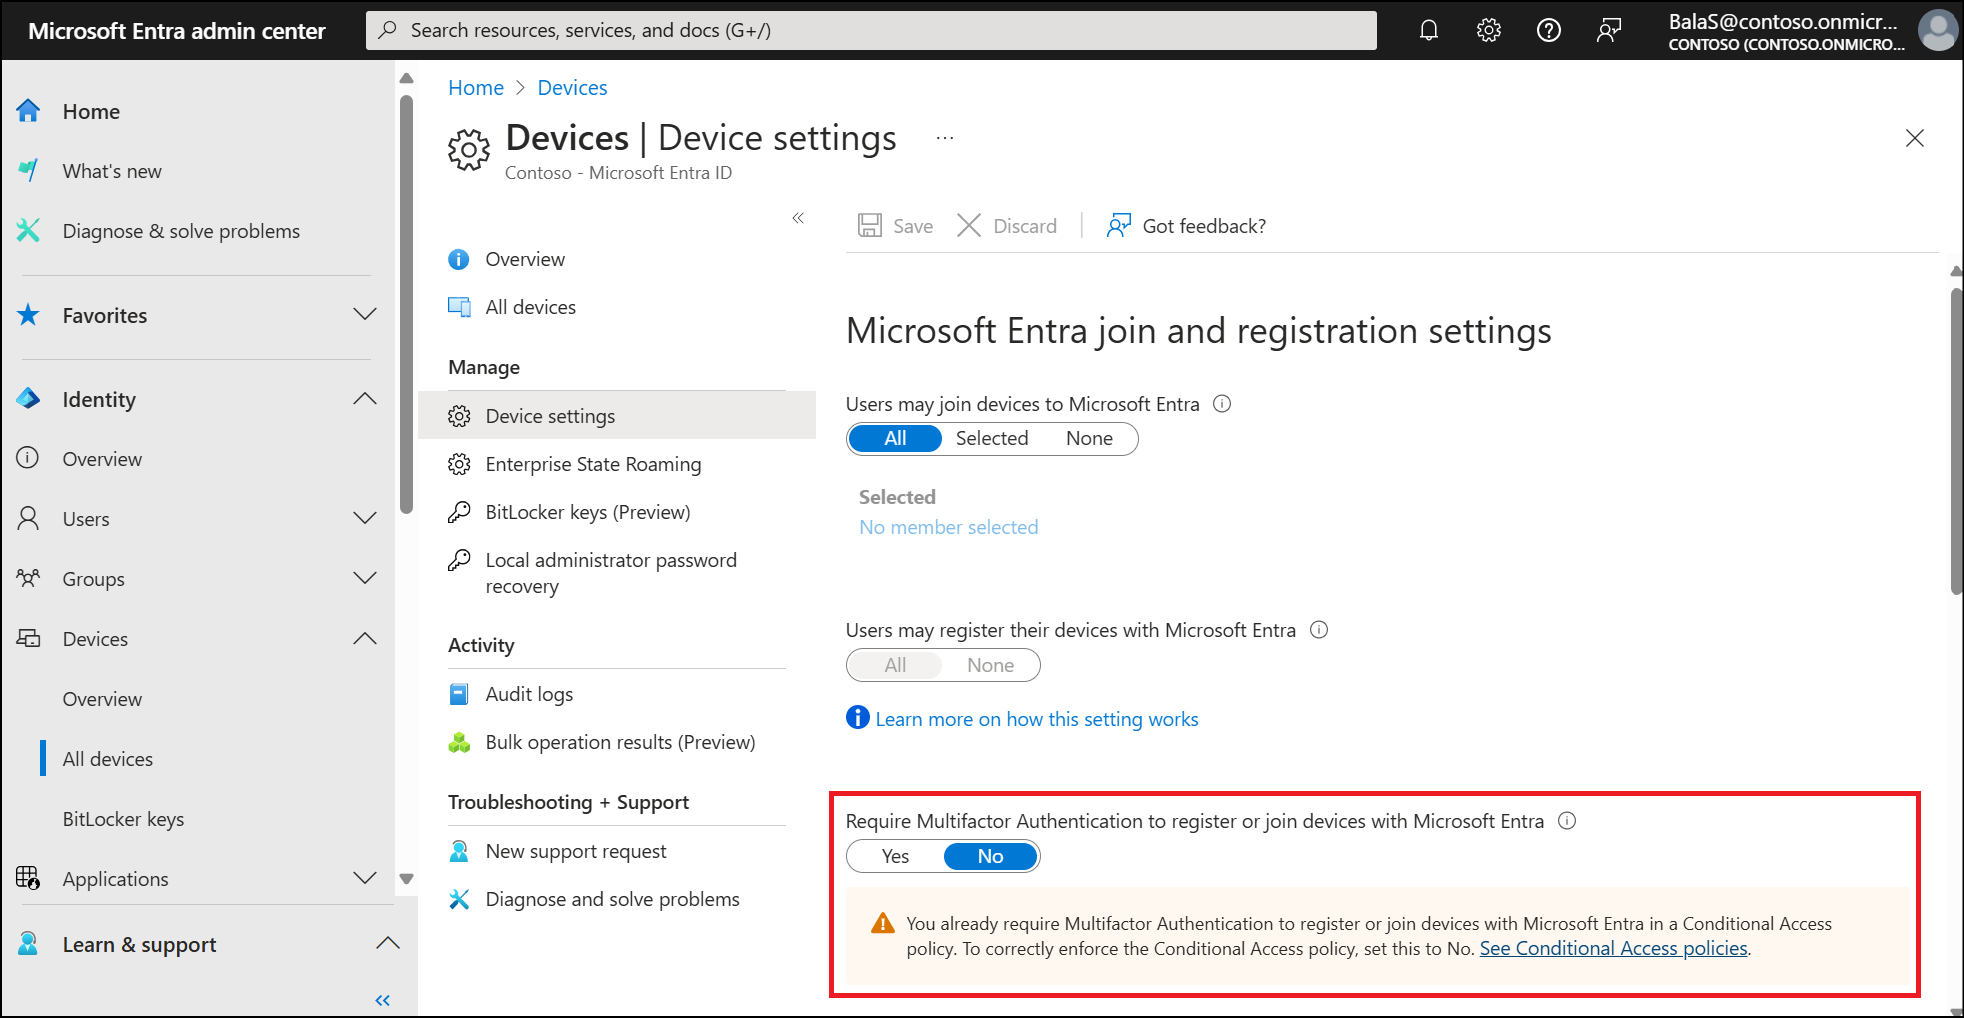 Microsoft Entra admin center
Search resources, services, and docs (G+/)
BalaS@contoso.onmicr...
CONTOSO (CONTOSO.ONMICRO...
Home
What's new
Diagnose & solve problems
Favorites
Identity
Overview
Users
Groups
Devices
Overview
All devices
BitLocker keys
Applications
Learn & support
Home > Devices
Devices | Device settings ...
Contoso - Microsoft Entra ID
Overview
All devices
Manage
Device settings
Enterprise State Roaming
BitLocker keys (Preview)
Local administrator password
recovery
Activity
Audit logs
Bulk operation results (Preview)
Troubleshooting + Support
New support request
Diagnose and solve problems
Save Discard Got feedback?
Microsoft Entra join and registration settings
Users may join devices to Microsoft Entra
All Selected None
Selected
No member selected
Users may register their devices with Microsoft Entra
All None
Learn more on how this setting works
Require Multifactor Authentication to register or join devices with Microsoft Entra
Yes No
You already require Multifactor Authentication to register or join devices with Microsoft Entra in a Conditional Access
policy. To correctly enforce the Conditional Access policy, set this to No. See Conditional Access policies.